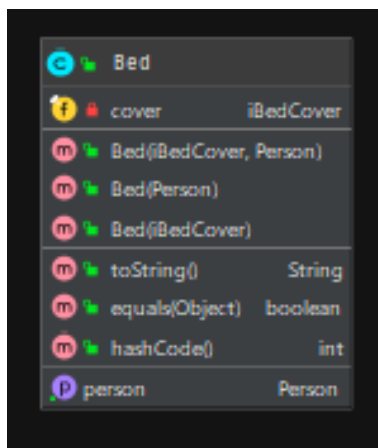 C Bed
f cover iBedCover
m Bed(iBedCover, Person)
m Bed(Person)
m Bed(iBedCover)
m toString() String
m equals(Object) boolean
m hashCode() int
P person Person